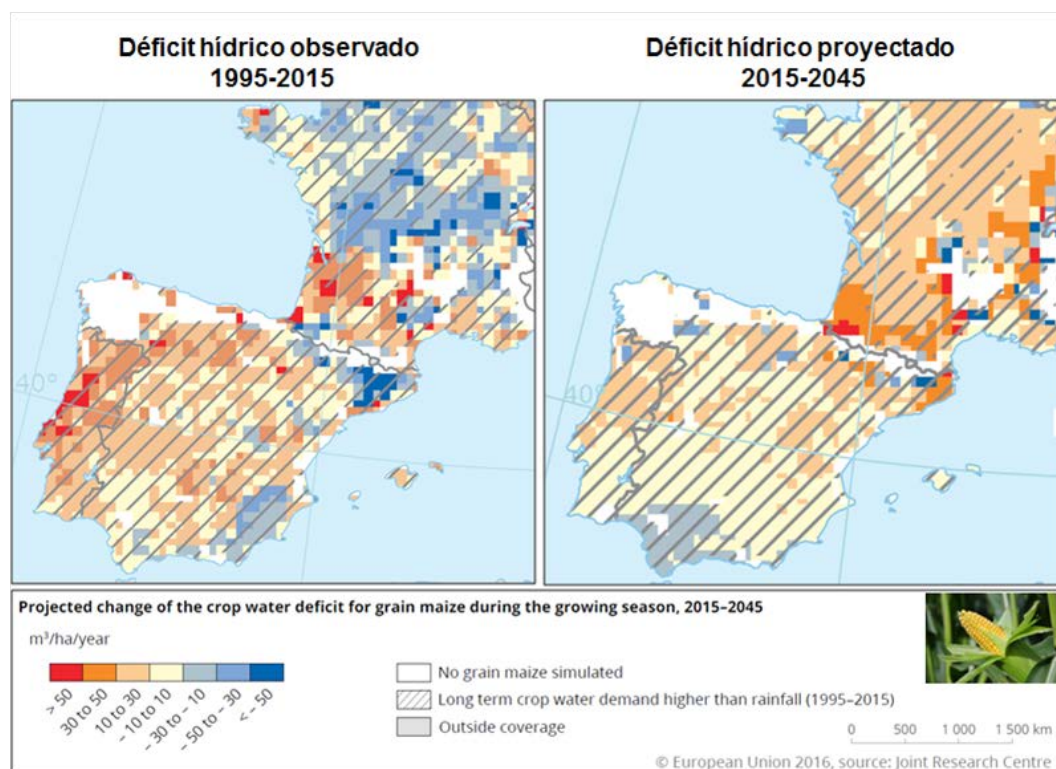 Déficit hídrico observado
1995-2015
Déficit hídrico proyectado
2015-2045
40°
40°
Projected change of the crop water deficit for grain maize during the growing season, 2015–2045
m³/ha/year
> 50
30 to 50
10 to 30
– 10 to 10
– 30 to – 10
– 50 to – 30
< – 50
No grain maize simulated
Long term crop water demand higher than rainfall (1995–2015)
Outside coverage
0 500 1 000 1 500 km
© European Union 2016, source: Joint Research Centre